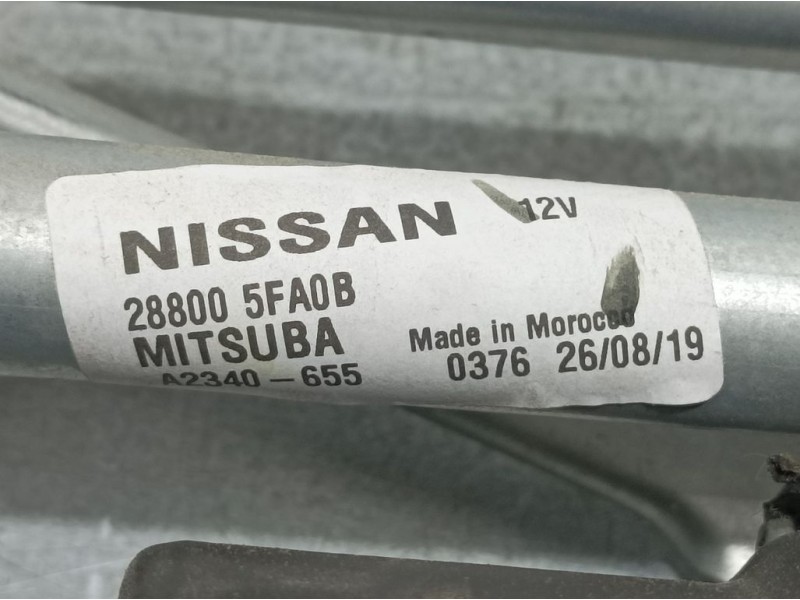 NISSAN 12V
28800 5FA0B
MITSUBA Made in Morocco
A2340-655 0376 26/08/19